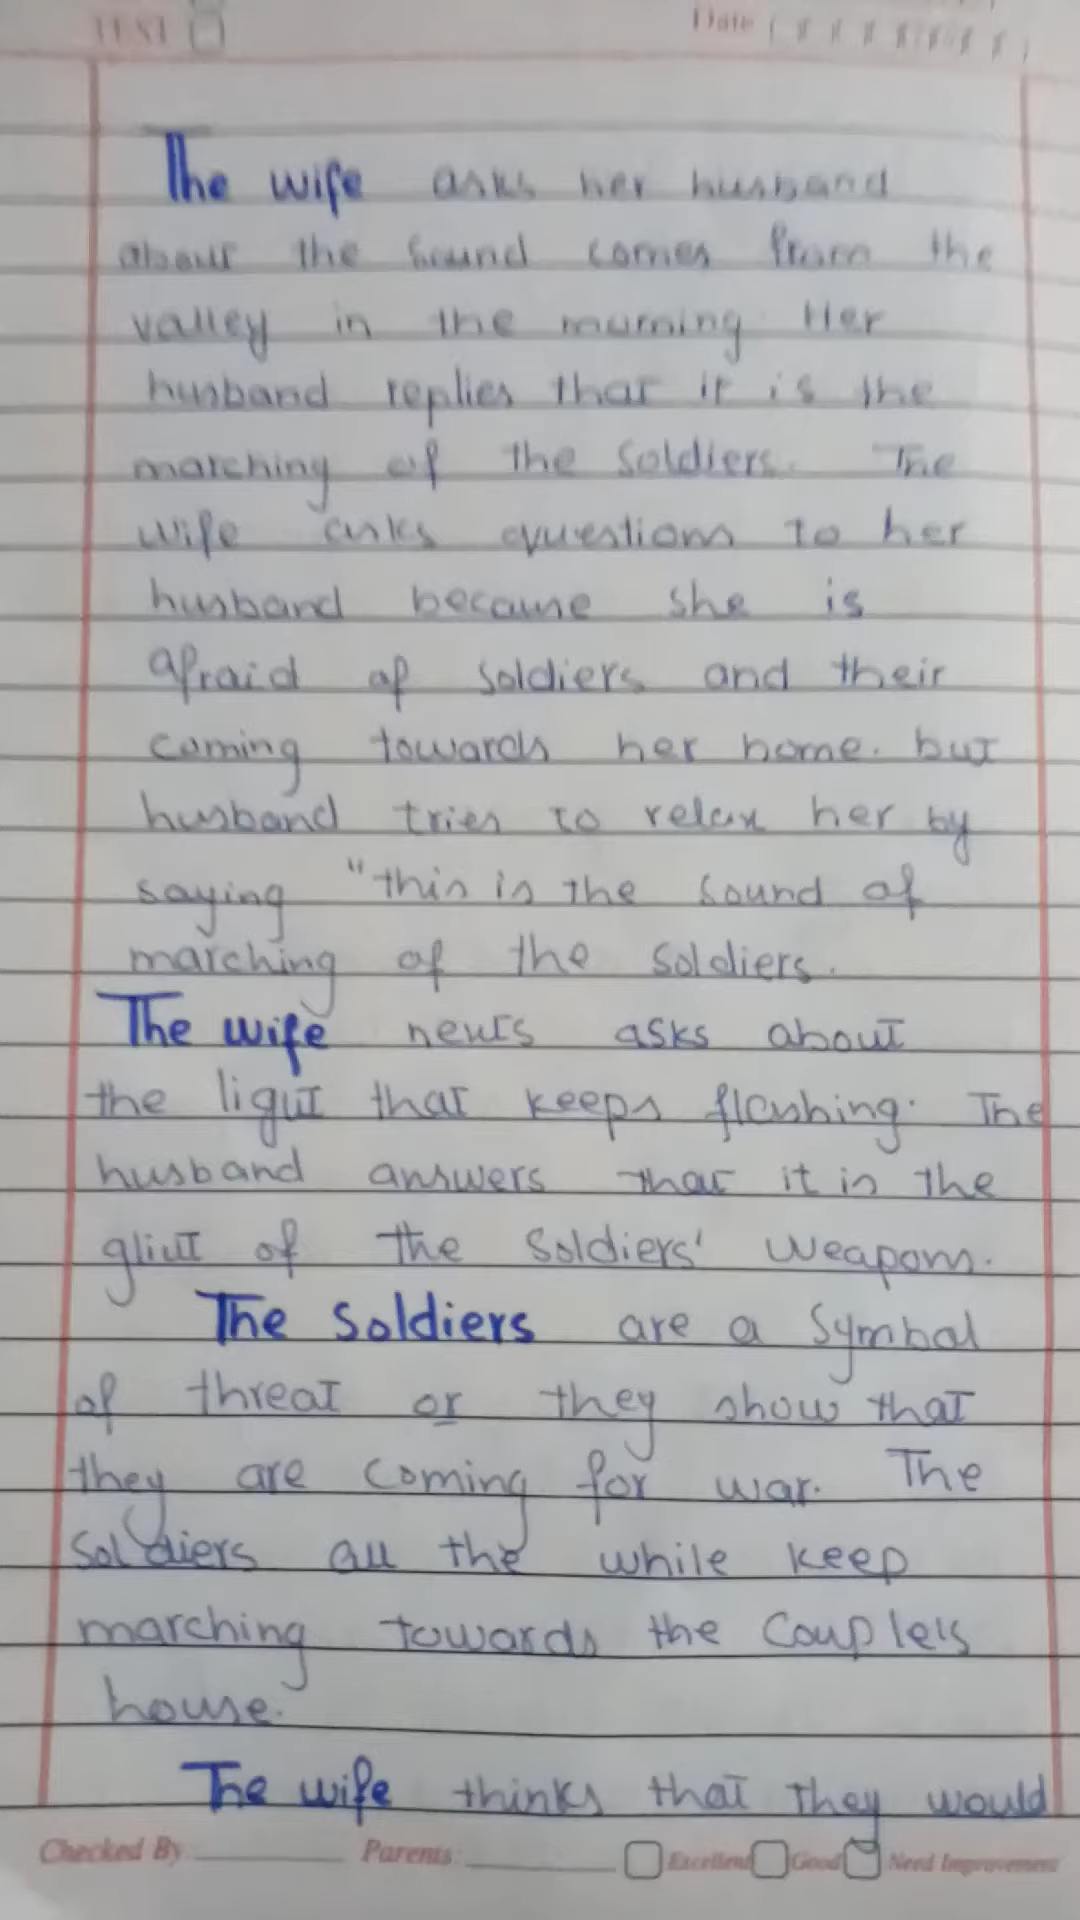 Date
The wife asks her husband
about the sound comes from the
valley in the murning. Her
husband replies that it is the
marching of the soldiers. The
wife asks questions to her
husband because she is
afraid of soldiers and their
coming towards her home. but
husband tries to relax her by
saying "this is the sound of
marching of the soldiers.
The wife nexts asks about
the light that keeps flashing. The
husband answers that it is the
glint of the soldiers' weapons.
The soldiers are a symbol
of threat or they show that
they are coming for war. The
soldiers all the while keep
marching towards the couple's
house.
The wife thinks that they would
Checked By Parents: Excellent Good Need Improvement